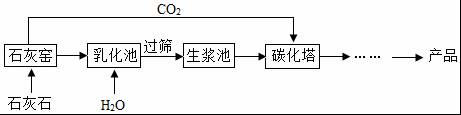 CO₂
石灰窑 乳化池 过筛 生浆池 碳化塔 …… 产品
石灰石 H₂O